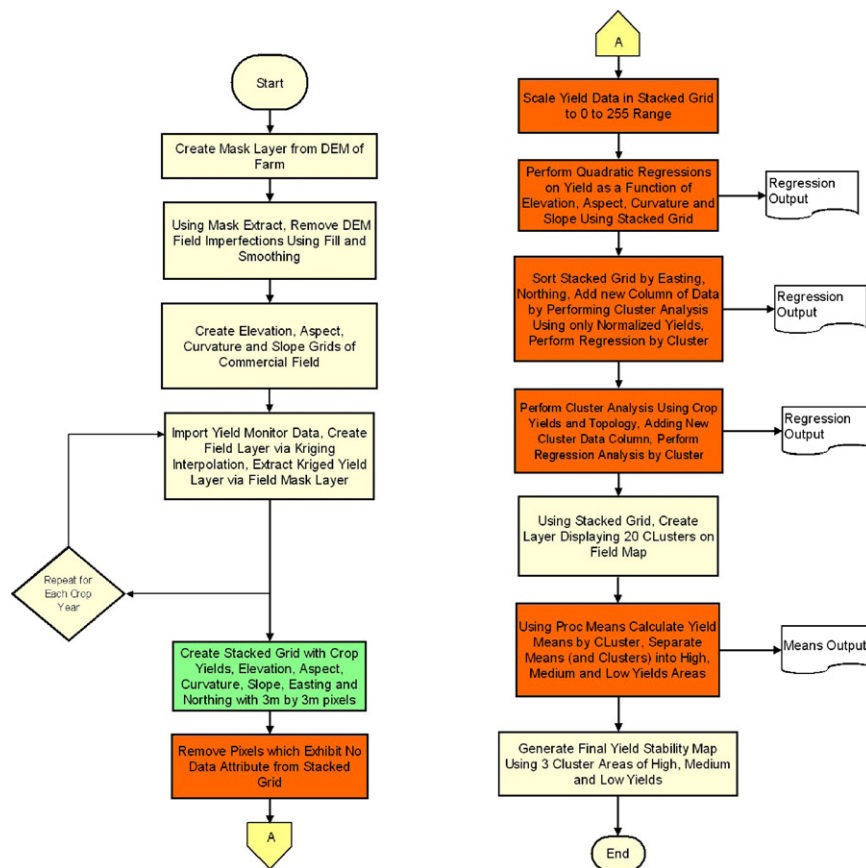 Start
Create Mask Layer from DEM of
Farm
Using Mask Extract, Remove DEM
Field Imperfections Using Fill and
Smoothing
Create Elevation, Aspect,
Curvature and Slope Grids of
Commercial Field
Import Yield Monitor Data, Create
Field Layer via Kriging
Interpolation, Extract Kriged Yield
Layer via Field Mask Layer
Repeat for
Each Crop
Year
Create Stacked Grid with Crop
Yields, Elevation, Aspect,
Curvature, Slope, Easting and
Northing with 3m by 3m pixels
Remove Pixels which Exhibit No
Data Attribute from Stacked
Grid
A
A
Scale Yield Data in Stacked Grid
to 0 to 255 Range
Perform Quadratic Regressions
on Yield as a Function of
Elevation, Aspect, Curvature and
Slope Using Stacked Grid
Regression
Output
Sort Stacked Grid by Easting,
Northing, Add new Column of Data
by Performing Cluster Analysis
Using only Normalized Yields,
Perform Regression by Cluster
Regression
Output
Perform Cluster Analysis Using Crop
Yields and Topology, Adding New
Cluster Data Column, Perform
Regression Analysis by Cluster
Regression
Output
Using Stacked Grid, Create
Layer Displaying 20 CLusters on
Field Map
Using Proc Means Calculate Yield
Means by CLuster, Separate
Means (and Clusters) into High,
Medium and Low Yields Areas
Means Output
Generate Final Yield Stability Map
Using 3 Cluster Areas of High, Medium
and Low Yields
End